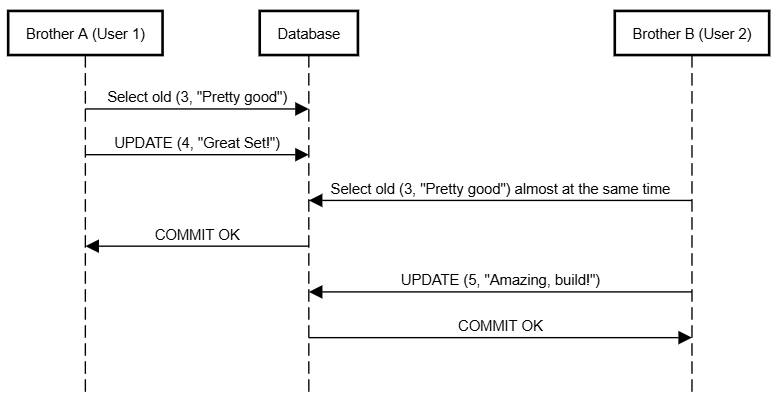 Brother A (User 1)
Database
Brother B (User 2)
Select old (3, "Pretty good")
UPDATE (4, "Great Set!")
Select old (3, "Pretty good") almost at the same time
COMMIT OK
UPDATE (5, "Amazing, build!")
COMMIT OK